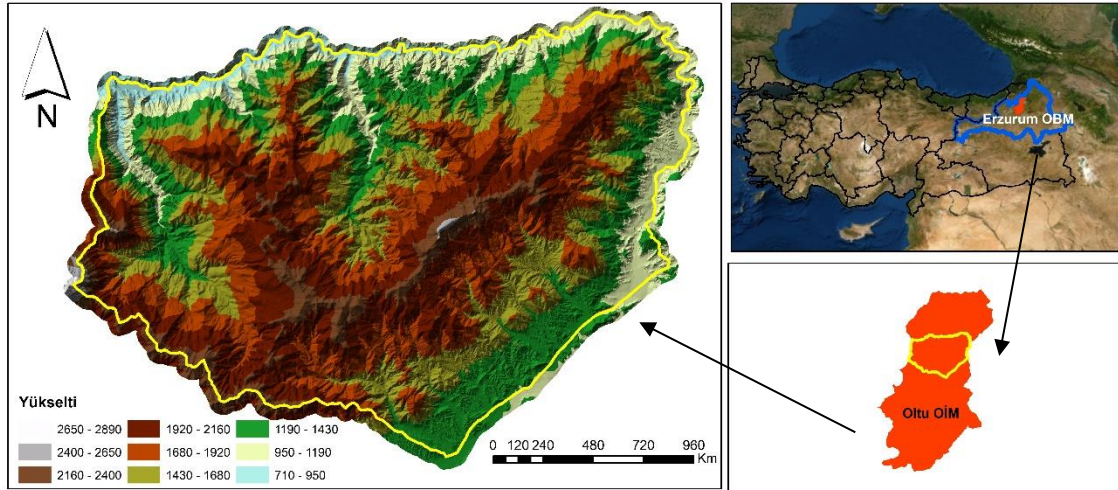 N
Yükselti
2650 - 2890
2400 - 2650
2160 - 2400
1920 - 2160
1680 - 1920
1430 - 1680
1190 - 1430
950 - 1190
710 - 950
0 120 240 480 720 960
Km
Erzurum OBM
Oltu OİM